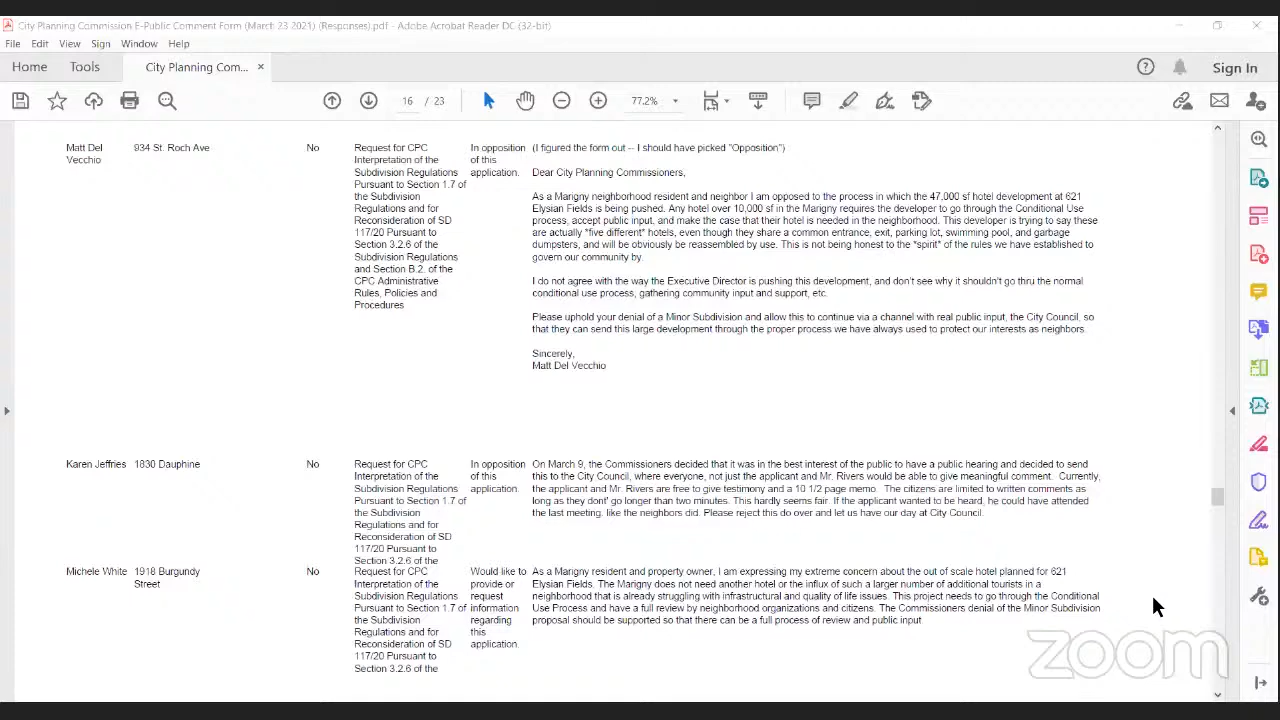 City Planning Commission E-Public Comment Form (March 23 2021) (Responses).pdf - Adobe Acrobat Reader DC (32-bit)
File Edit View Sign Window Help
Home Tools City Planning Com... × Sign In
16 / 23 77.2%
Matt Del Vecchio
934 St. Roch Ave
No
Request for CPC
Interpretation of the
Subdivision Regulations
Pursuant to Section 1.7 of
the Subdivision
Regulations and for
Reconsideration of SD
117/20 Pursuant to
Section 3.2.6 of the
Subdivision Regulations
and Section B.2. of the
CPC Administrative
Rules, Policies and
Procedures
In opposition
of this
application.
(I figured the form out -- I should have picked "Opposition")
Dear City Planning Commissioners,
As a Marigny neighborhood resident and neighbor I am opposed to the process in which the 47,000 sf hotel development at 621
Elysian Fields is being pushed. Any hotel over 10,000 sf in the Marigny requires the developer to go through the Conditional Use
process, accept public input, and make the case that their hotel is needed in the neighborhood. This developer is trying to say these
are actually *five different* hotels, even though they share a common entrance, exit, parking lot, swimming pool, and garbage
dumpsters, and will be obviously be reassembled by use. This is not being honest to the *spirit* of the rules we have established to
govern our community by.
I do not agree with the way the Executive Director is pushing this development, and don't see why it shouldn't go thru the normal
conditional use process, gathering community input and support, etc.
Please uphold your denial of a Minor Subdivision and allow this to continue via a channel with real public input, the City Council, so
that they can send this large development through the proper process we have always used to protect our interests as neighbors.
Sincerely,
Matt Del Vecchio
Karen Jeffries
1830 Dauphine
No
Request for CPC
Interpretation of the
Subdivision Regulations
Pursuant to Section 1.7 of
the Subdivision
Regulations and for
Reconsideration of SD
117/20 Pursuant to
Section 3.2.6 of the
In opposition
of this
application.
On March 9, the Commissioners decided that it was in the best interest of the public to have a public hearing and decided to send
this to the City Council, where everyone, not just the applicant and Mr. Rivers would be able to give meaningful comment. Currently,
the applicant and Mr. Rivers are free to give testimony and a 10 1/2 page memo The citizens are limited to written comments as
long as they dont' go longer than two minutes. This hardly seems fair. If the applicant wanted to be heard, he could have attended
the last meeting. like the neighbors did. Please reject this do over and let us have our day at City Council.
Michele White
1918 Burgundy
Street
No
Request for CPC
Interpretation of the
Subdivision Regulations
Pursuant to Section 1.7 of
the Subdivision
Regulations and for
Reconsideration of SD
117/20 Pursuant to
Section 3.2.6 of the
Would like to
provide or
request
information
regarding
this
application.
As a Marigny resident and property owner, I am expressing my extreme concern about the out of scale hotel planned for 621
Elysian Fields. The Marigny does not need another hotel or the influx of such a larger number of additional tourists in a
neighborhood that is already struggling with infrastructural and quality of life issues. This project needs to go through the Conditional
Use Process and have a full review by neighborhood organizations and citizens. The Commissioners denial of the Minor Subdivision
proposal should be supported so that there can be a full process of review and public input
zoom